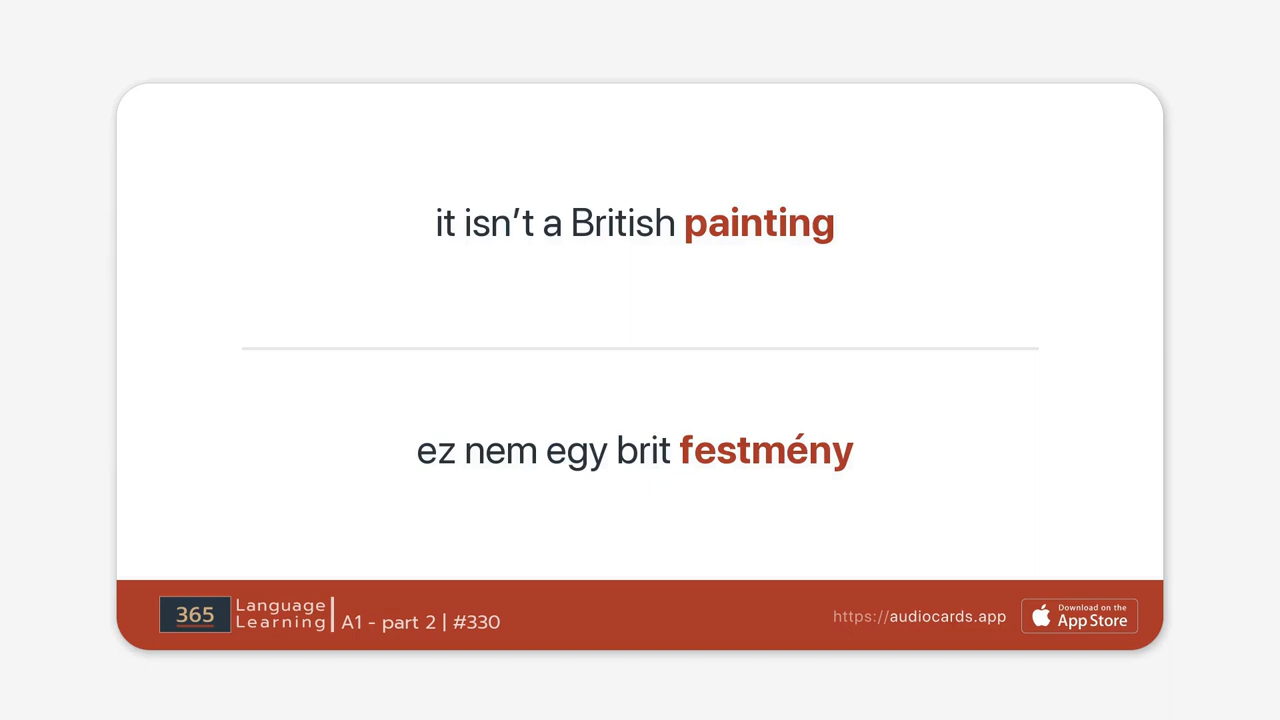 it isn’t a British painting
ez nem egy brit festmény
365
Language
Learning
A1 - part 2 | #330
https://audiocards.app
Download on the
App Store